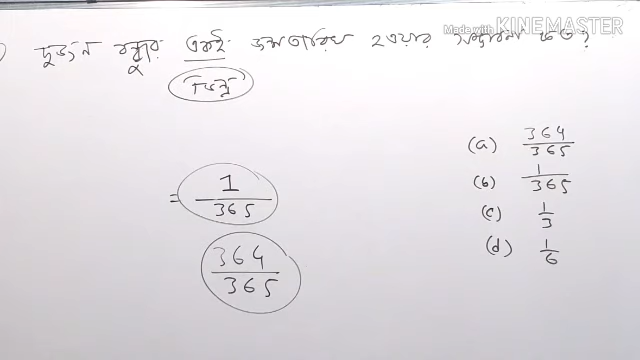 Made with KINEMASTER
দুজন বন্ধুর একই জন্মতারিখ হওয়ার সম্ভাবনা কত?
ভিন্ন
(a) 364/365
= 1/365
(b) 1/365
(c) 1/3
364/365
(d) 1/6